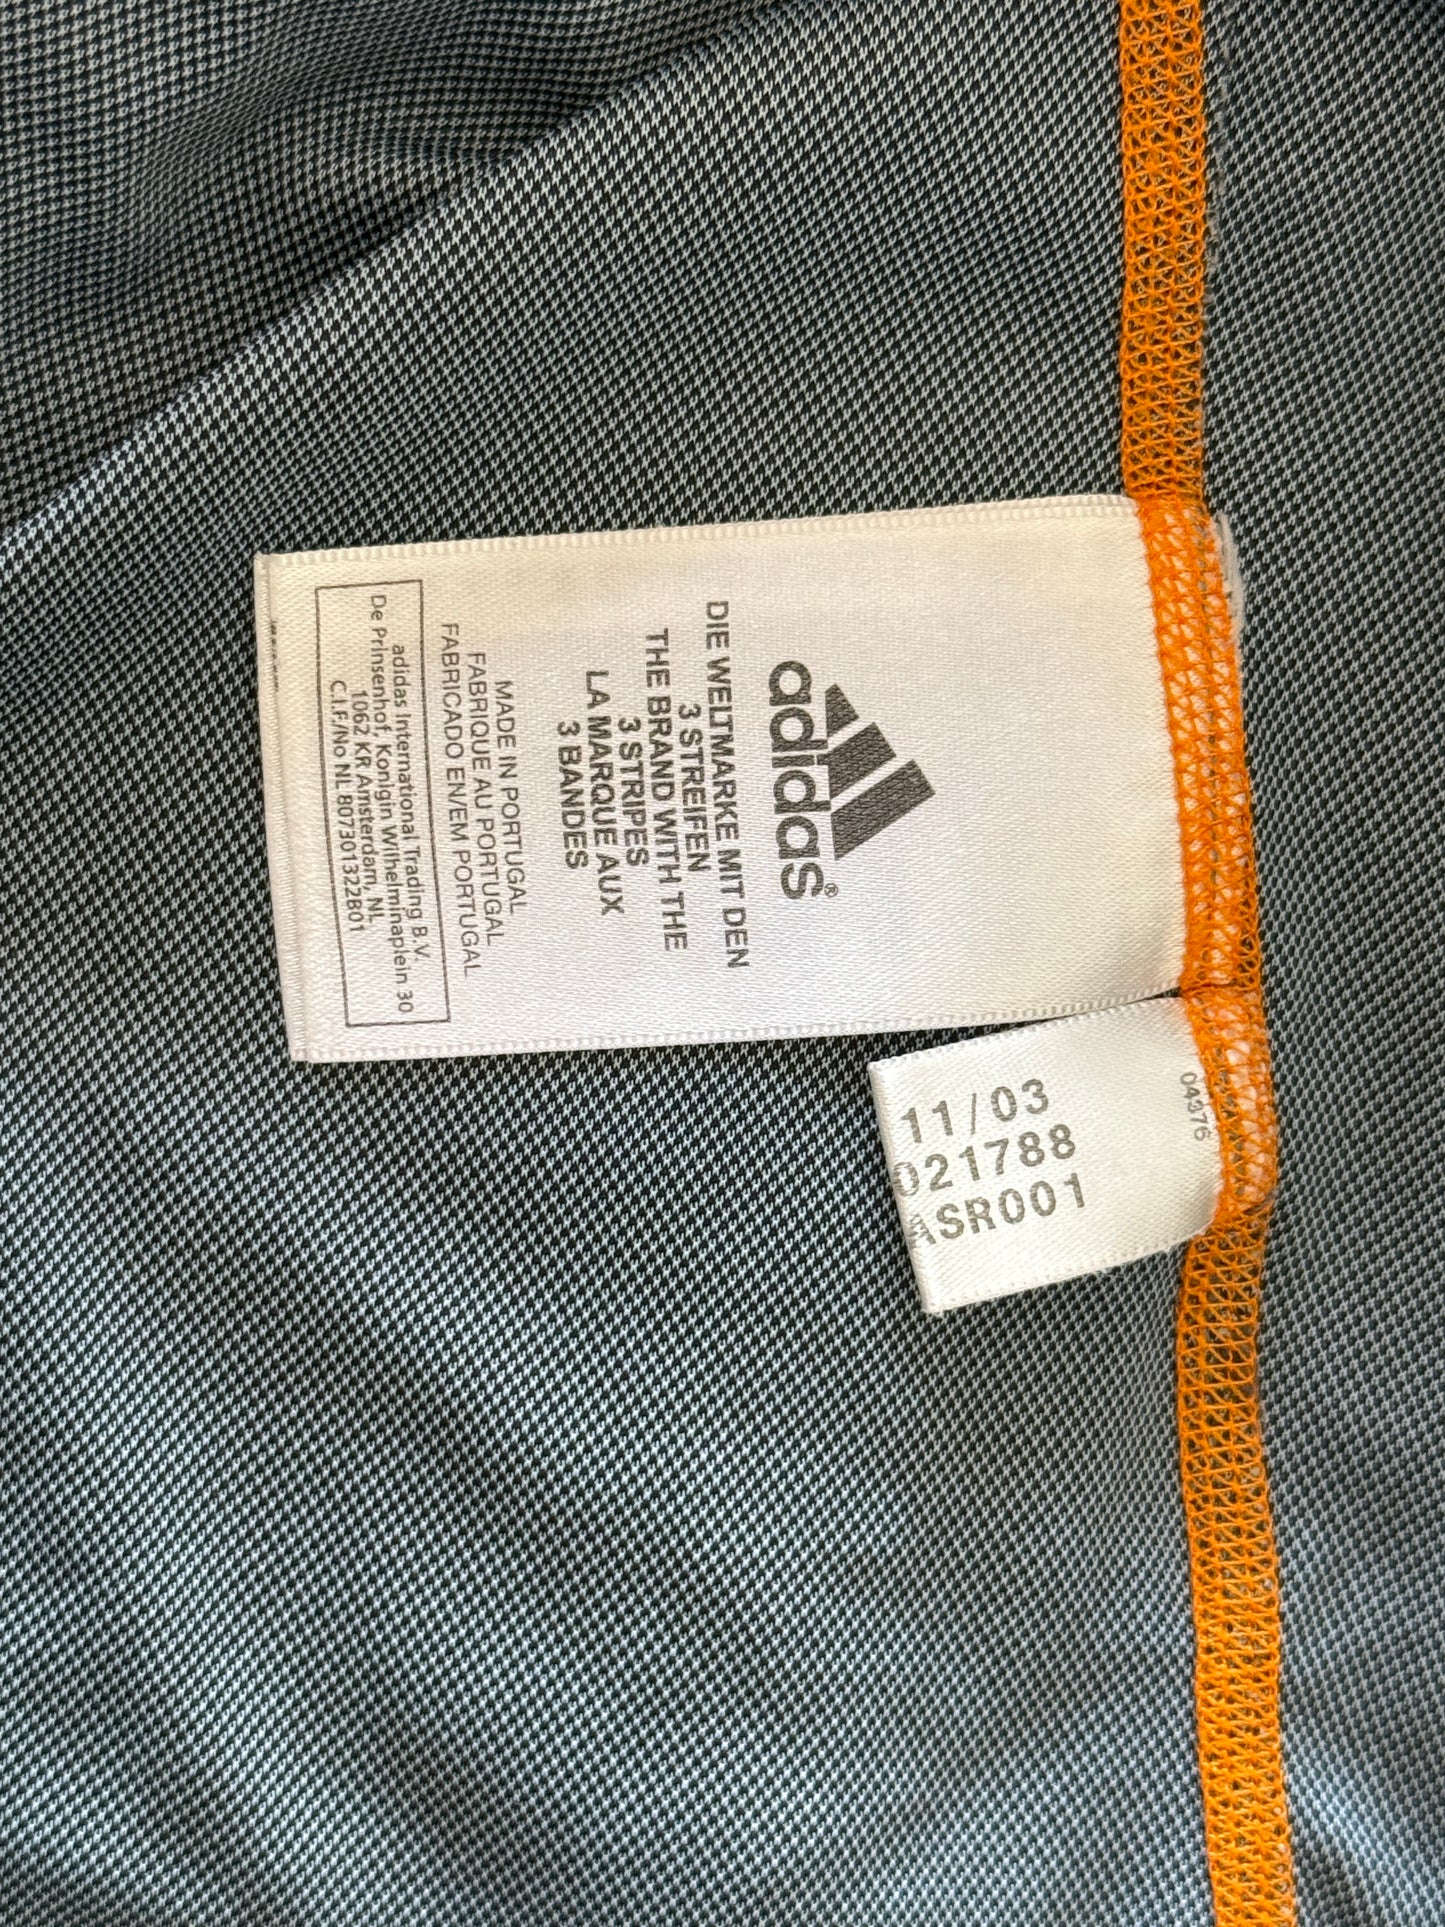 adidas®
DIE WELTMARKE MIT DEN
3 STREIFEN
THE BRAND WITH THE
3 STRIPES
LA MARQUE AUX
3 BANDES
MADE IN PORTUGAL
FABRIQUE AU PORTUGAL
FABRICADO EN/EM PORTUGAL
adidas International Trading B.V.
De Prinsenhof, Konigin Wilhelminaplein 30
1062 KR Amsterdam, NL
C.I.F./No NL 807301322B01
04376
11/03
021788
ASR001